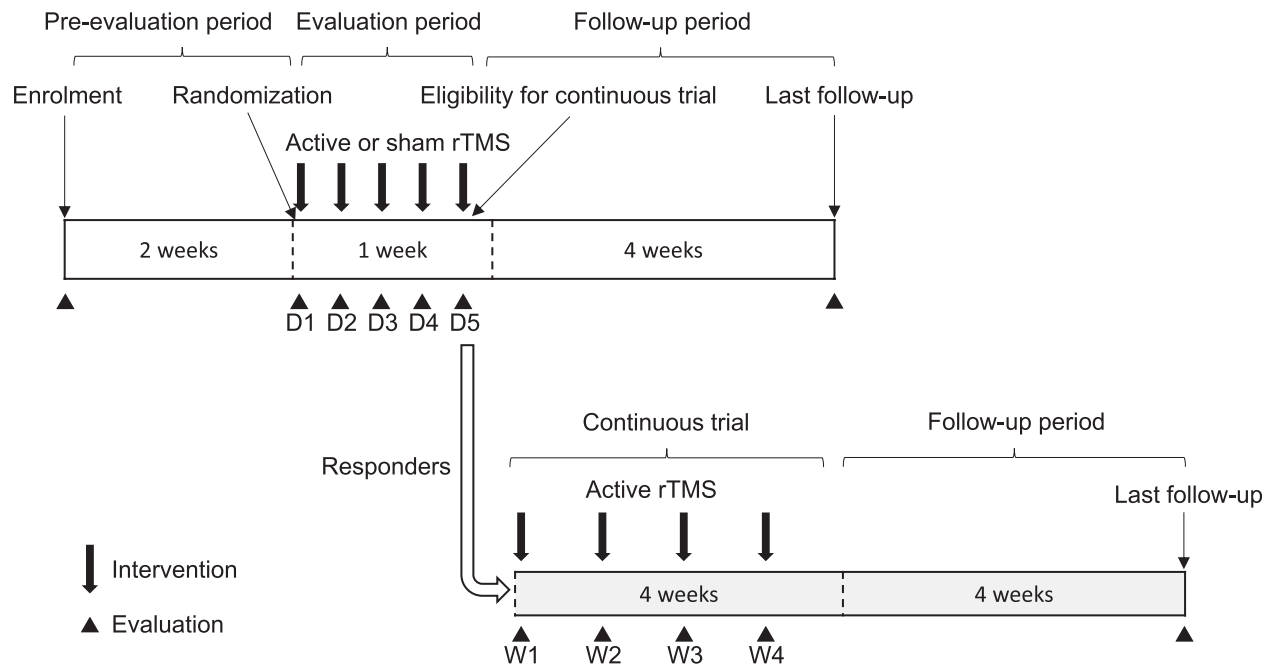 Pre-evaluation period
Evaluation period
Follow-up period
Enrolment
Randomization
Eligibility for continuous trial
Last follow-up
Active or sham rTMS
2 weeks
1 week
4 weeks
D1 D2 D3 D4 D5
Continuous trial
Follow-up period
Responders
Active rTMS
Last follow-up
Intervention
4 weeks
4 weeks
Evaluation
W1 W2 W3 W4